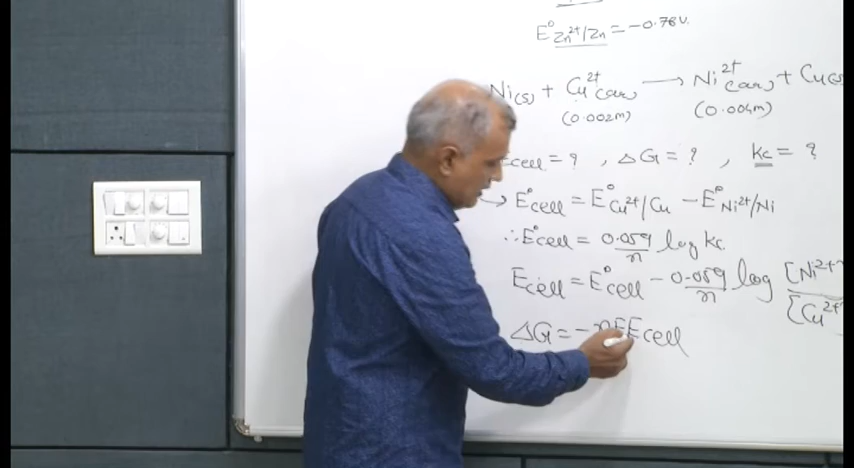 E°Zn²⁺/Zn = -0.76V.
Ni(s) + Cu²⁺(aq) → Ni²⁺(aq) + Cu(s)
(0.002m) (0.004m)
Ecell = ? , ΔG = ? , kc = ?
→ E°cell = E°Cu²⁺/Cu - E°Ni²⁺/Ni
∴ E°cell = 0.059/n log kc
Ecell = E°cell - 0.059/n log [Ni²⁺]/[Cu²⁺
ΔG = -nFEcell